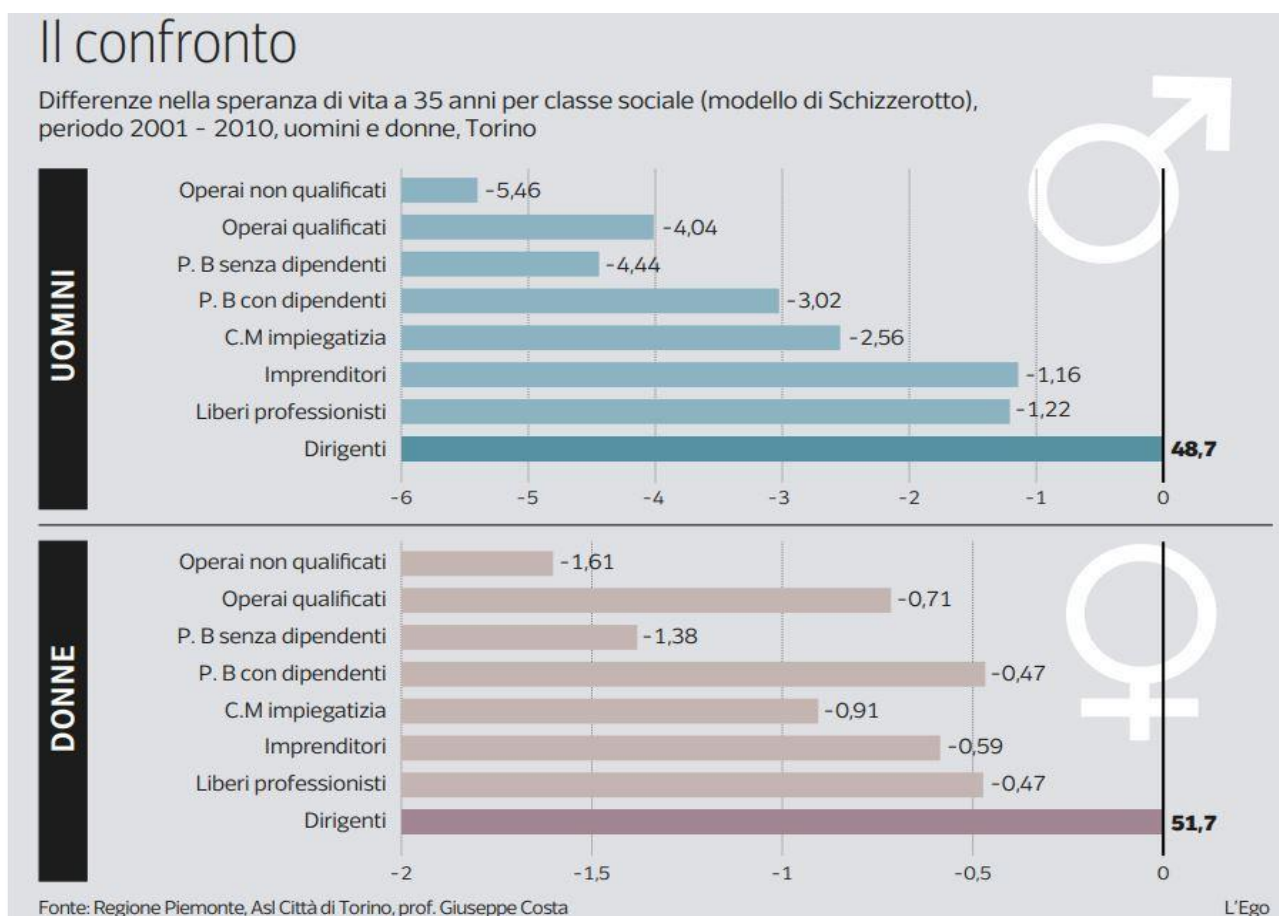 Il confronto
Differenze nella speranza di vita a 35 anni per classe sociale (modello di Schizzerotto),
periodo 2001 - 2010, uomini e donne, Torino
UOMINI
Operai non qualificati -5,46
Operai qualificati -4,04
P. B senza dipendenti -4,44
P. B con dipendenti -3,02
C.M impiegatizia -2,56
Imprenditori -1,16
Liberi professionisti -1,22
Dirigenti 48,7
-6 -5 -4 -3 -2 -1 0
DONNE
Operai non qualificati -1,61
Operai qualificati -0,71
P. B senza dipendenti -1,38
P. B con dipendenti -0,47
C.M impiegatizia -0,91
Imprenditori -0,59
Liberi professionisti -0,47
Dirigenti 51,7
-2 -1,5 -1 -0,5 0
Fonte: Regione Piemonte, Asl Città di Torino, prof. Giuseppe Costa L'Ego